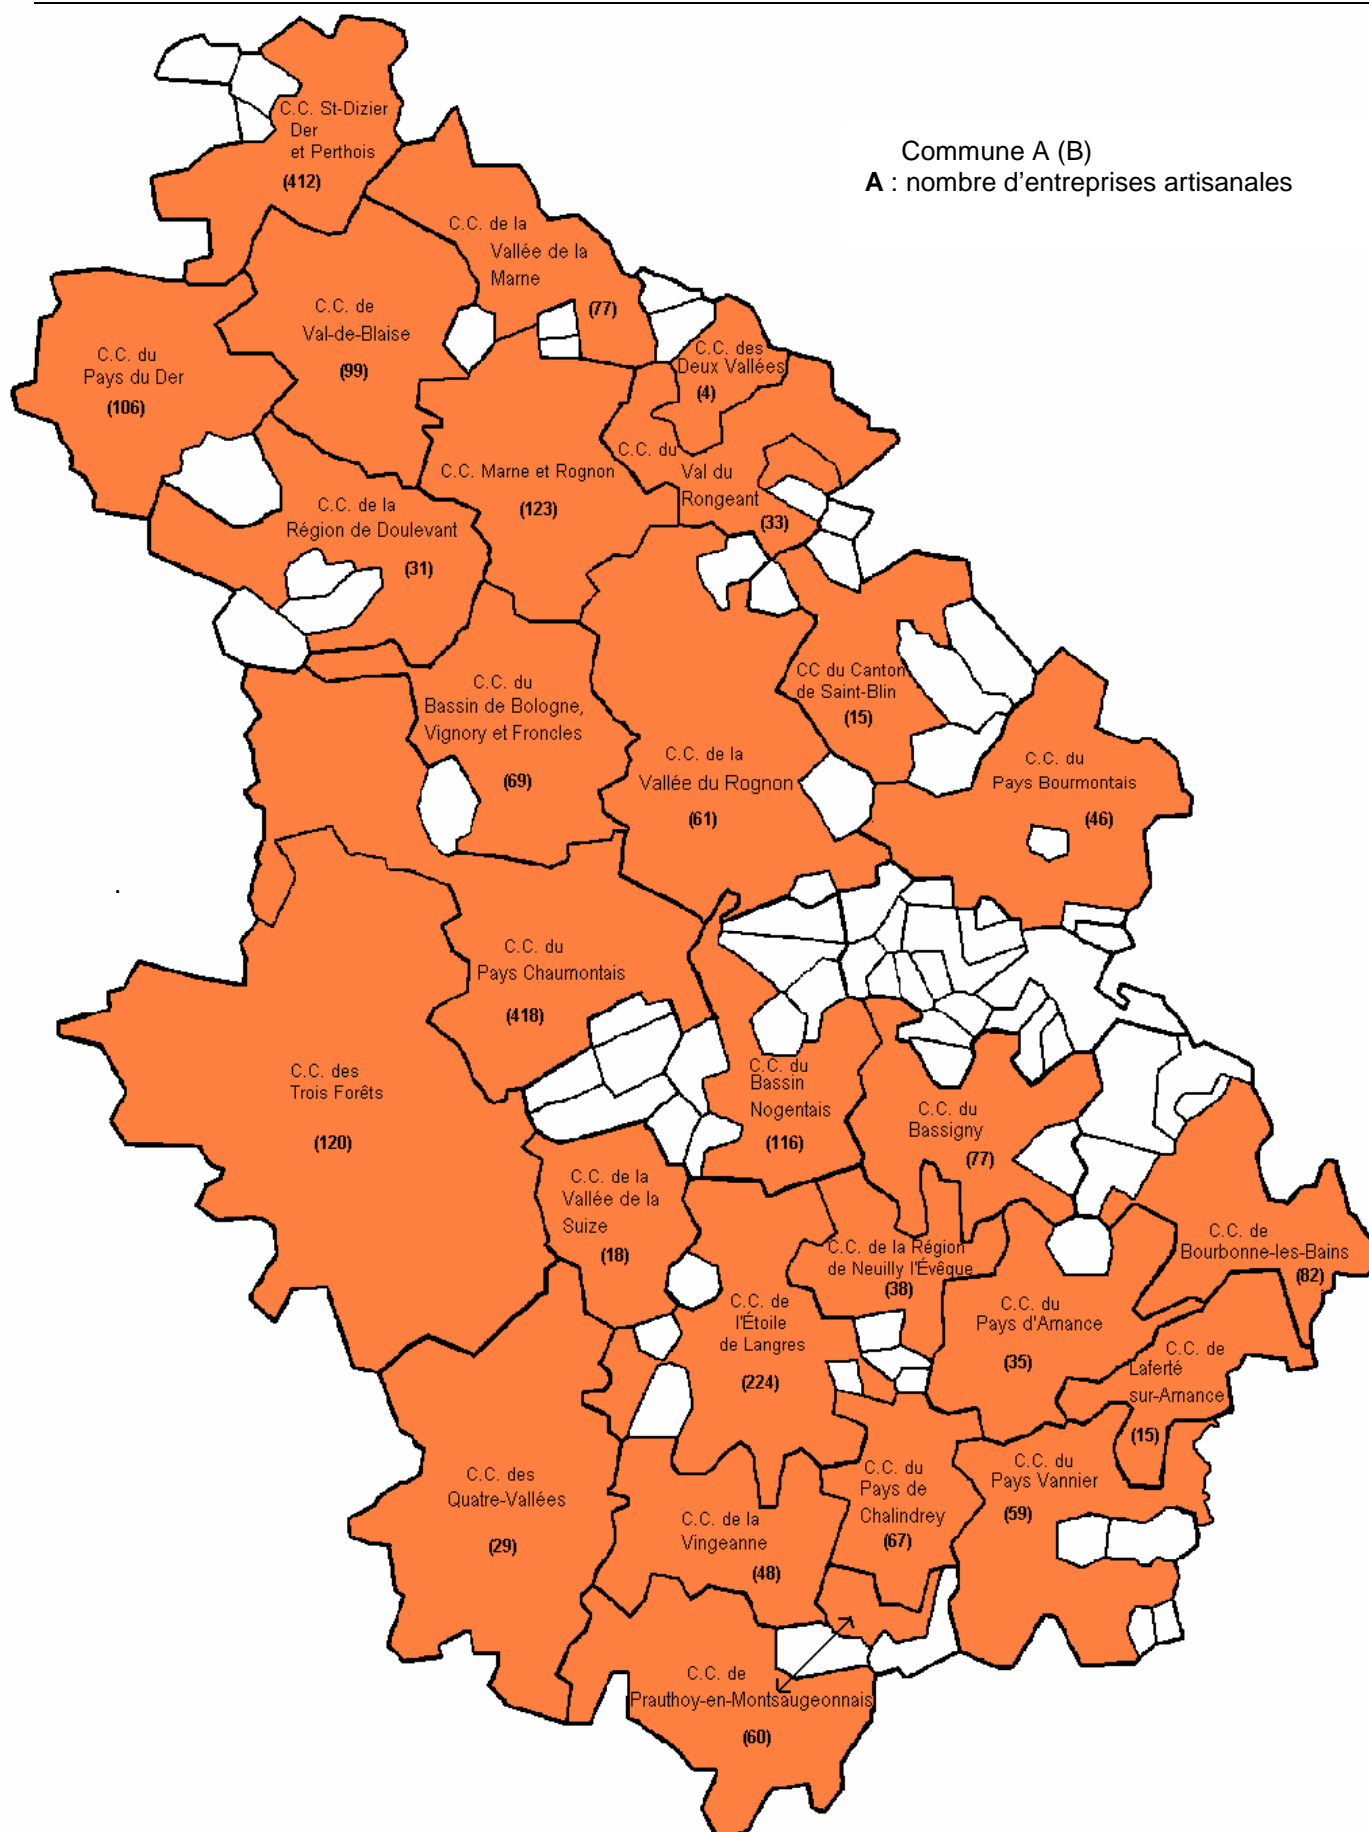 C.C. St-Dizier
Der
et Perthois
(412)
Commune A (B)
A : nombre d'entreprises artisanales
C.C. de la
Vallée de la
Marne
(77)
C.C. de
Val-de-Blaise
(99)
C.C. du
Pays du Der
(106)
C.C. des
Deux Vallées
(4)
C.C. du
Val du
Rongeant
(33)
C.C. Marne et Rognon
(123)
C.C. de la
Région de Doulevant
(31)
C.C. du
Bassin de Bologne,
Vignory et Froncles
(69)
CC du Canton
de Saint-Blin
(15)
C.C. de la
Vallée du Rognon
(61)
C.C. du
Pays Bourmontais
(46)
C.C. du
Pays Chaumontais
(418)
C.C. des
Trois Forêts
(120)
C.C. du
Bassin
Nogentais
(116)
C.C. du
Bassigny
(77)
C.C. de la
Vallée de la
Suize
(18)
C.C. de la Région
de Neuilly l'Évêque
(38)
C.C. de
Bourbonne-les-Bains
(82)
C.C. de
l'Étoile
de Langres
(224)
C.C. du
Pays d'Amance
(35)
C.C. de
Laferté
sur-Amance
(15)
C.C. des
Quatre-Vallées
(29)
C.C. du
Pays de
Chalindrey
(67)
C.C. du
Pays Vannier
(59)
C.C. de la
Vingeanne
(48)
C.C. de
Prauthoy-en-Montsaugeonnais
(60)